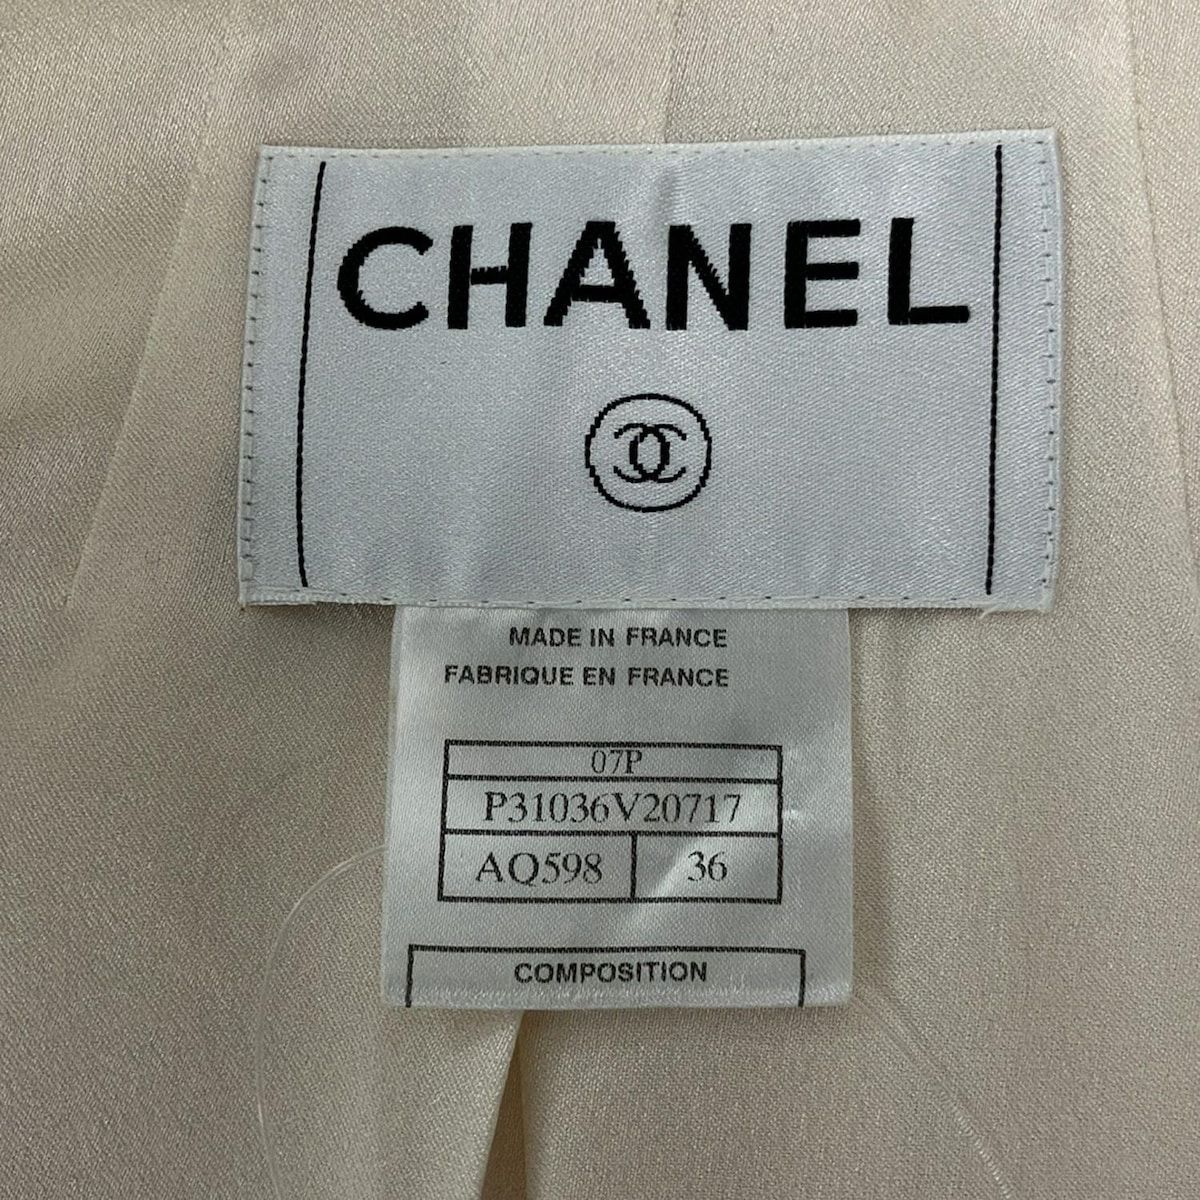 CHANEL
MADE IN FRANCE
FABRIQUE EN FRANCE
07P
P31036V20717
AQ598 36
COMPOSITION